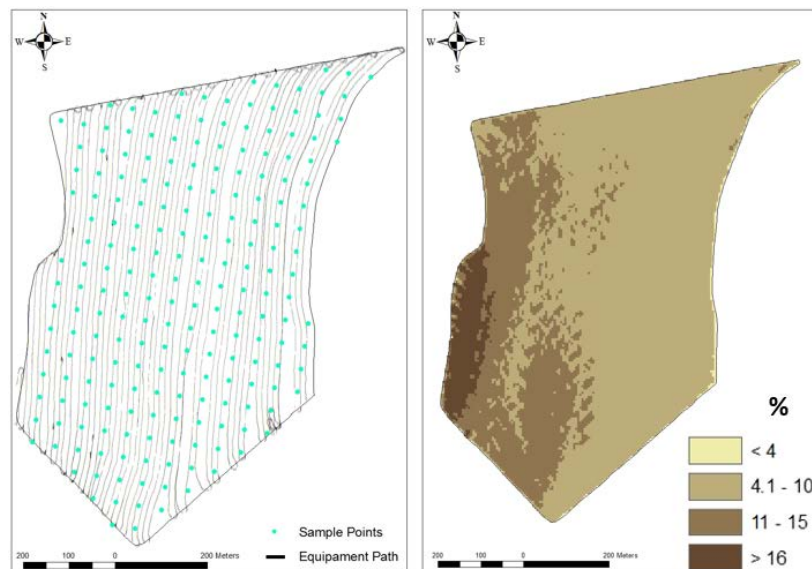 N
W E
S
Sample Points
Equipament Path
200 100 0 200 Meters
N
W E
S
%
< 4
4.1 - 10
11 - 15
> 16
200 100 0 200 Meters